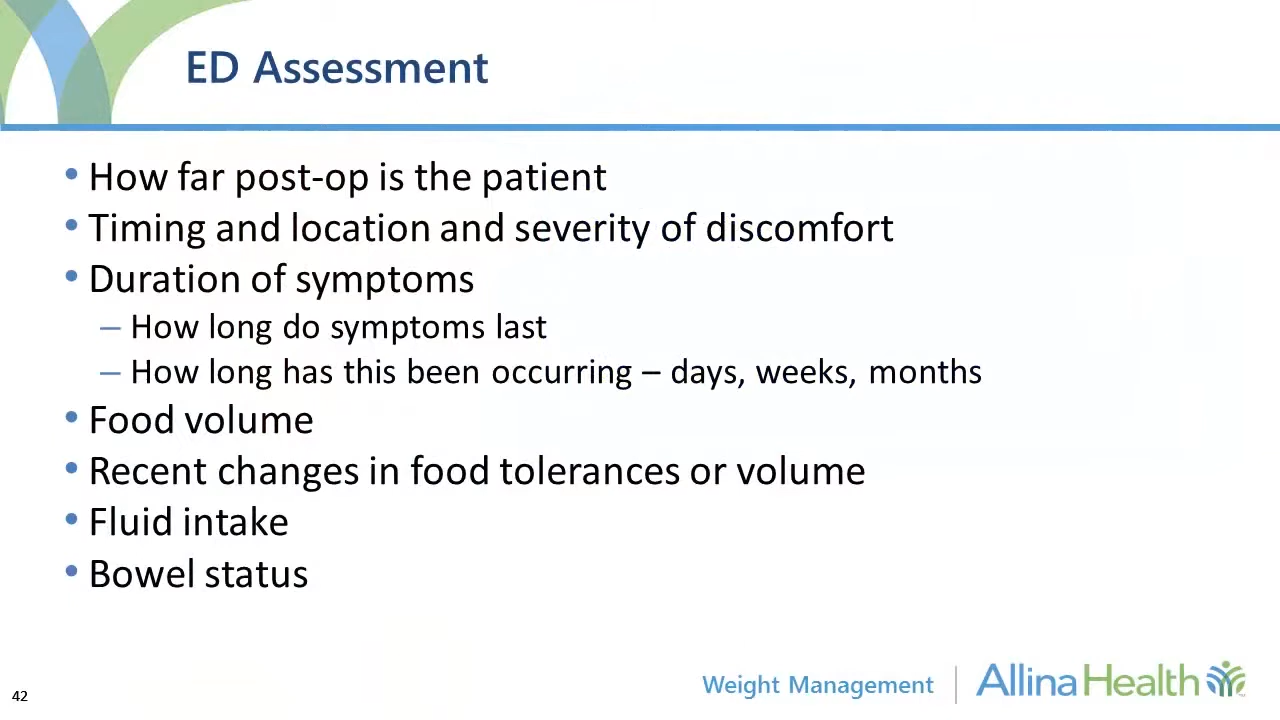 ED Assessment
• How far post-op is the patient
• Timing and location and severity of discomfort
• Duration of symptoms
– How long do symptoms last
– How long has this been occurring – days, weeks, months
• Food volume
• Recent changes in food tolerances or volume
• Fluid intake
• Bowel status
42
Weight Management
AllinaHealth